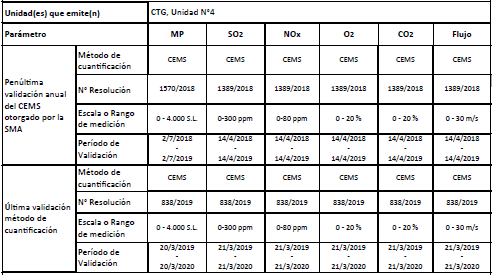 Unidad(es) que emite(n) CTG, Unidad N°4
Parámetro MP SO2 NOx O2 CO2 Flujo
Penúltima validación anual del CEMS otorgado por la SMA
Método de cuantificación CEMS CEMS CEMS CEMS CEMS CEMS
N° Resolución 1570/2018 1389/2018 1389/2018 1389/2018 1389/2018 1389/2018
Escala o Rango de medición 0 - 4.000 S.L. 0-300 ppm 0-80 ppm 0 - 20 % 0 - 20 % 0 - 30 m/s
Período de Validación 2/7/2018 - 2/7/2019 14/4/2018 - 14/4/2019 14/4/2018 - 14/4/2019 14/4/2018 - 14/4/2019 14/4/2018 - 14/4/2019 14/4/2018 - 14/4/2019
Última validación método de cuantificación
Método de cuantificación CEMS CEMS CEMS CEMS CEMS CEMS
N° Resolución 838/2019 838/2019 838/2019 838/2019 838/2019 838/2019
Escala o Rango de medición 0 - 4.000 S.L. 0-300 ppm 0-80 ppm 0 - 20 % 0 - 20 % 0 - 30 m/s
Período de Validación 20/3/2019 - 20/3/2020 21/3/2019 - 21/3/2020 21/3/2019 - 21/3/2020 21/3/2019 - 21/3/2020 21/3/2019 - 21/3/2020 21/3/2019 - 21/3/2020